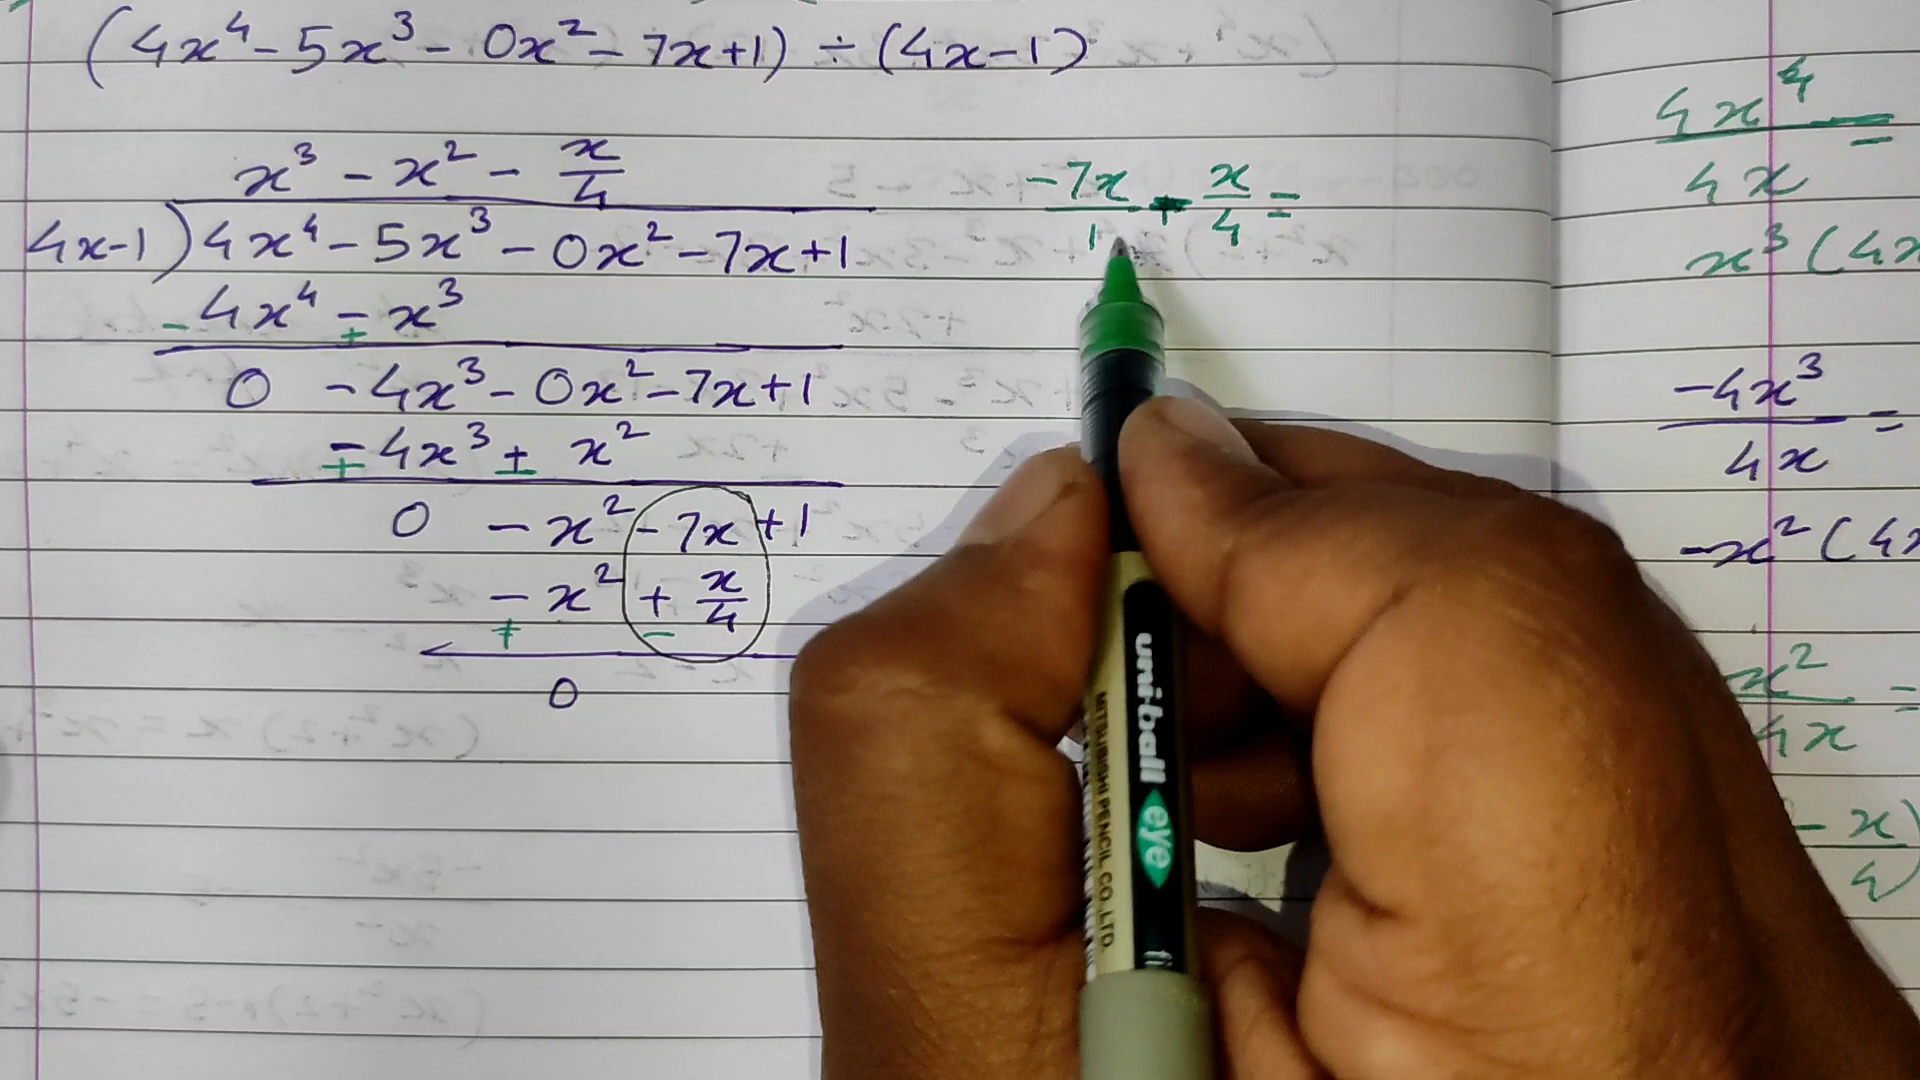 (4x⁴ - 5x³ - 0x² - 7x + 1) ÷ (4x - 1)
x³ - x² - x/4
4x-1 ) 4x⁴ - 5x³ - 0x² - 7x + 1
4x⁴ - x³
- +
0 - 4x³ - 0x² - 7x + 1
- 4x³ + x²
+ -
0 - x² - 7x + 1
- x² + x/4
+ -
0
-7x/1 - x/4 =
4x⁴/4x =
x³(4x
-4x³/4x =
-x²(4x
x²/4x =
-x/4)
uni-ball eye
MITSUBISHI PENCIL CO.,LTD.